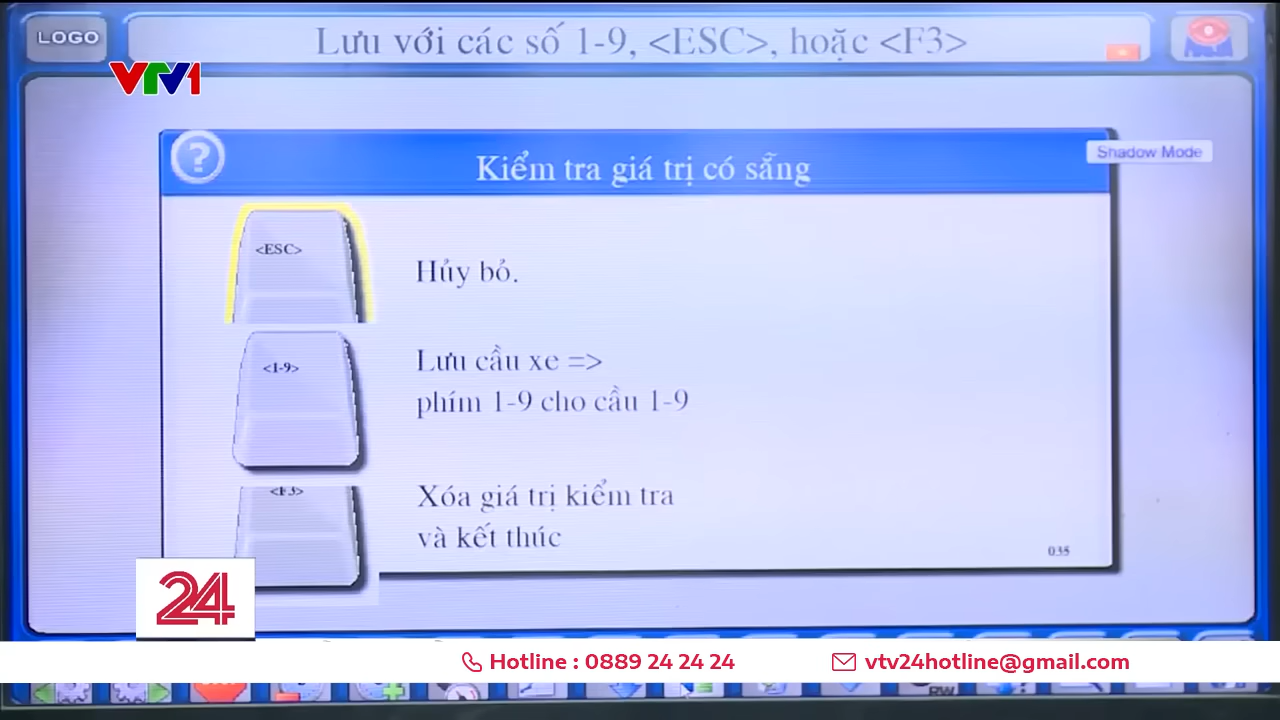 LOGO
Lưu với các số 1-9, <ESC>, hoặc <F3>
VTV1
Shadow Mode
Kiểm tra giá trị có sẵng
<ESC>
Hủy bỏ.
<1-9>
Lưu cầu xe =>
phím 1-9 cho cầu 1-9
<F3>
Xóa giá trị kiểm tra
và kết thúc
035
24
Hotline : 0889 24 24 24
vtv24hotline@gmail.com
RW